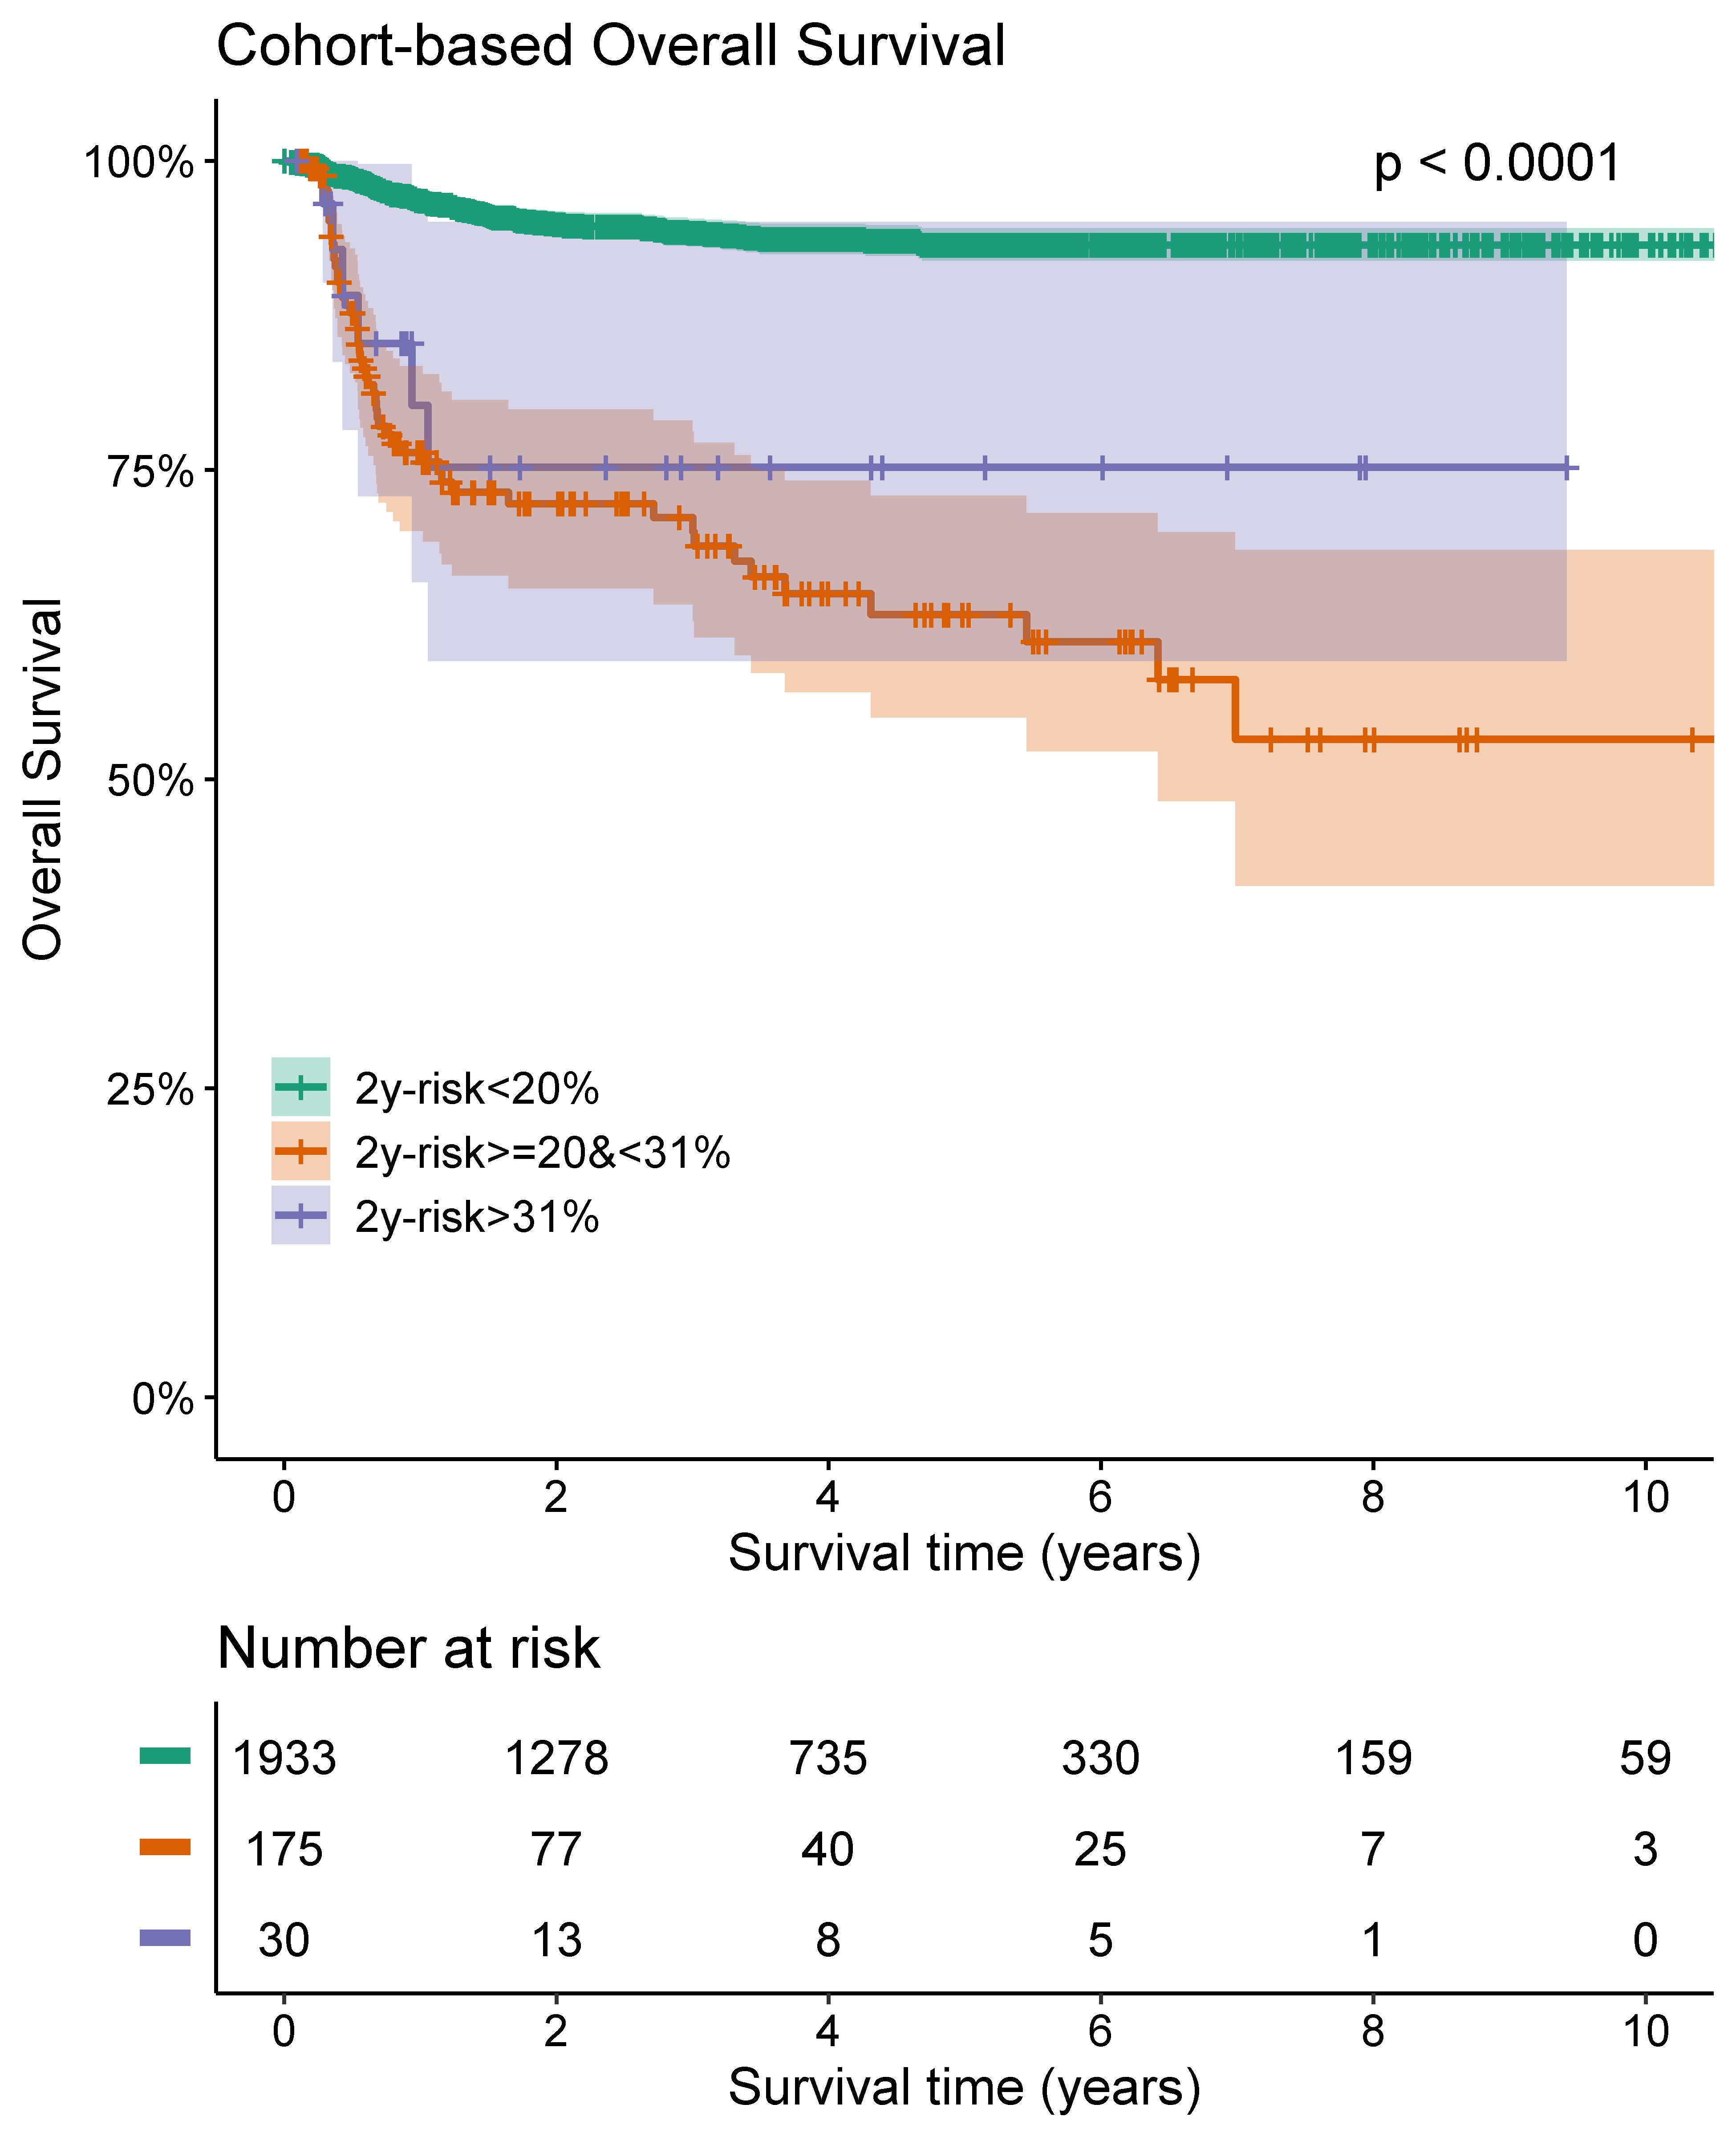 Cohort-based Overall Survival
p < 0.0001
100%
75%
50%
25%
0%
Overall Survival
2y-risk<20%
2y-risk>=20&<31%
2y-risk>31%
0 2 4 6 8 10
Survival time (years)
Number at risk
1933 1278 735 330 159 59
175 77 40 25 7 3
30 13 8 5 1 0
0 2 4 6 8 10
Survival time (years)